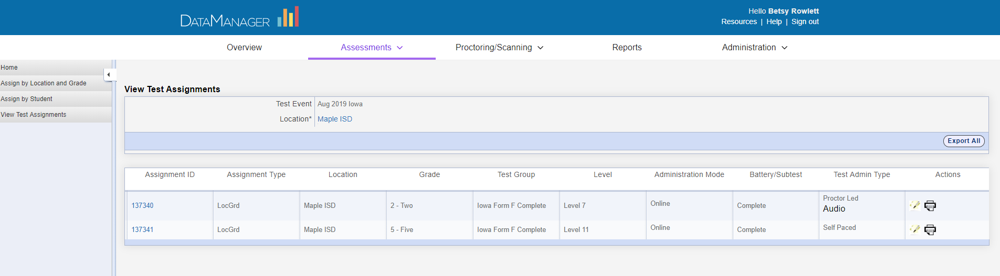 DATAMANAGER
Hello Betsy Rowlett
Resources | Help | Sign out
Overview Assessments Proctoring/Scanning Reports Administration
Home
Assign by Location and Grade
Assign by Student
View Test Assignments
View Test Assignments
Test Event Aug 2019 Iowa
Location* Maple ISD
Export All
Assignment ID Assignment Type Location Grade Test Group Level Administration Mode Battery/Subtest Test Admin Type Actions
137340 LocGrd Maple ISD 2 - Two Iowa Form F Complete Level 7 Online Complete Proctor Led
Audio
137341 LocGrd Maple ISD 5 - Five Iowa Form F Complete Level 11 Online Complete Self Paced